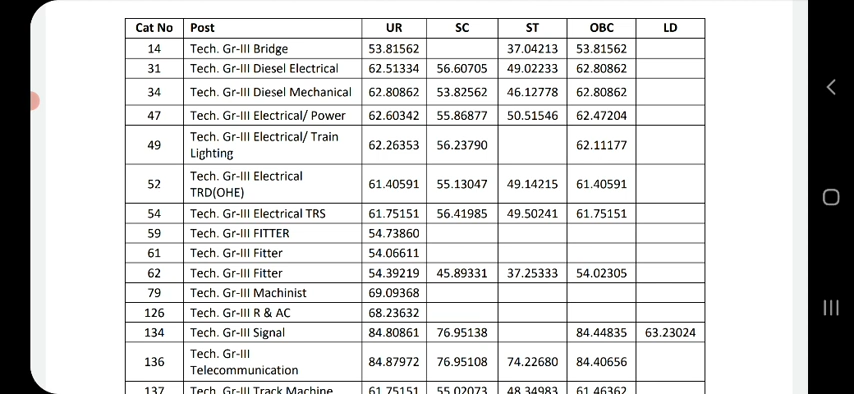 Cat No Post UR SC ST OBC LD
14 Tech. Gr-III Bridge 53.81562 37.04213 53.81562
31 Tech. Gr-III Diesel Electrical 62.51334 56.60705 49.02233 62.80862
34 Tech. Gr-III Diesel Mechanical 62.80862 53.82562 46.12778 62.80862
47 Tech. Gr-III Electrical/ Power 62.60342 55.86877 50.51546 62.47204
49 Tech. Gr-III Electrical/ Train Lighting 62.26353 56.23790 62.11177
52 Tech. Gr-III Electrical TRD(OHE) 61.40591 55.13047 49.14215 61.40591
54 Tech. Gr-III Electrical TRS 61.75151 56.41985 49.50241 61.75151
59 Tech. Gr-III FITTER 54.73860
61 Tech. Gr-III Fitter 54.06611
62 Tech. Gr-III Fitter 54.39219 45.89331 37.25333 54.02305
79 Tech. Gr-III Machinist 69.09368
126 Tech. Gr-III R & AC 68.23632
134 Tech. Gr-III Signal 84.80861 76.95138 84.44835 63.23024
136 Tech. Gr-III Telecommunication 84.87972 76.95108 74.22680 84.40656
137 Tech. Gr-III Track Machine 61.75151 55.02073 48.34983 61.46362